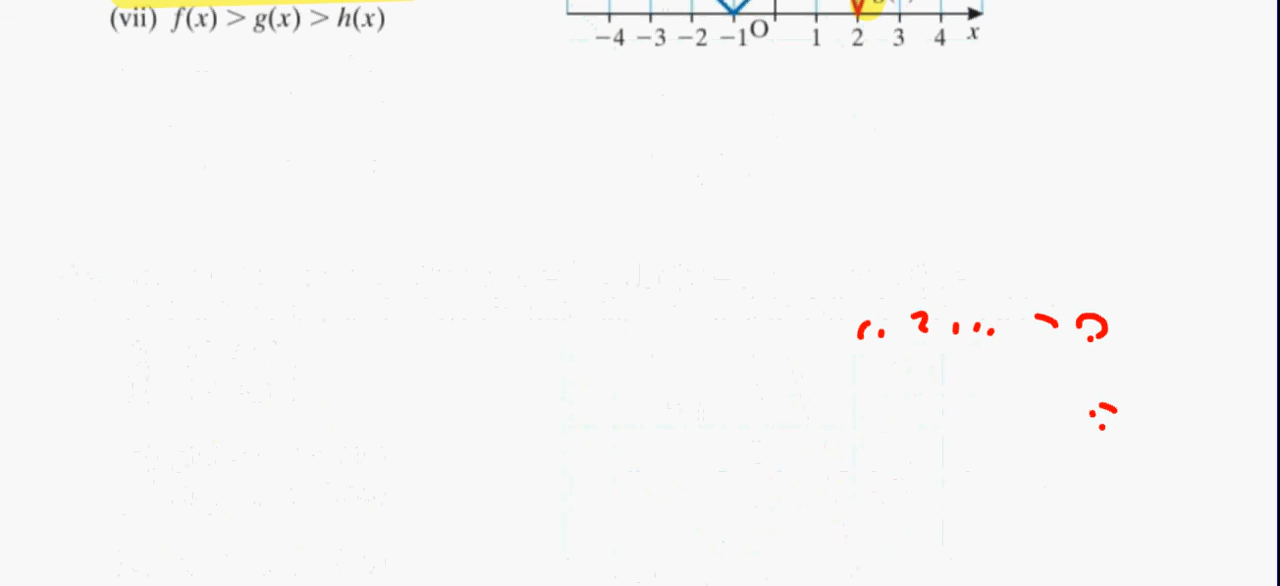 (vii) f(x) > g(x) > h(x)
−4 −3 −2 −1 O 1 2 3 4 x